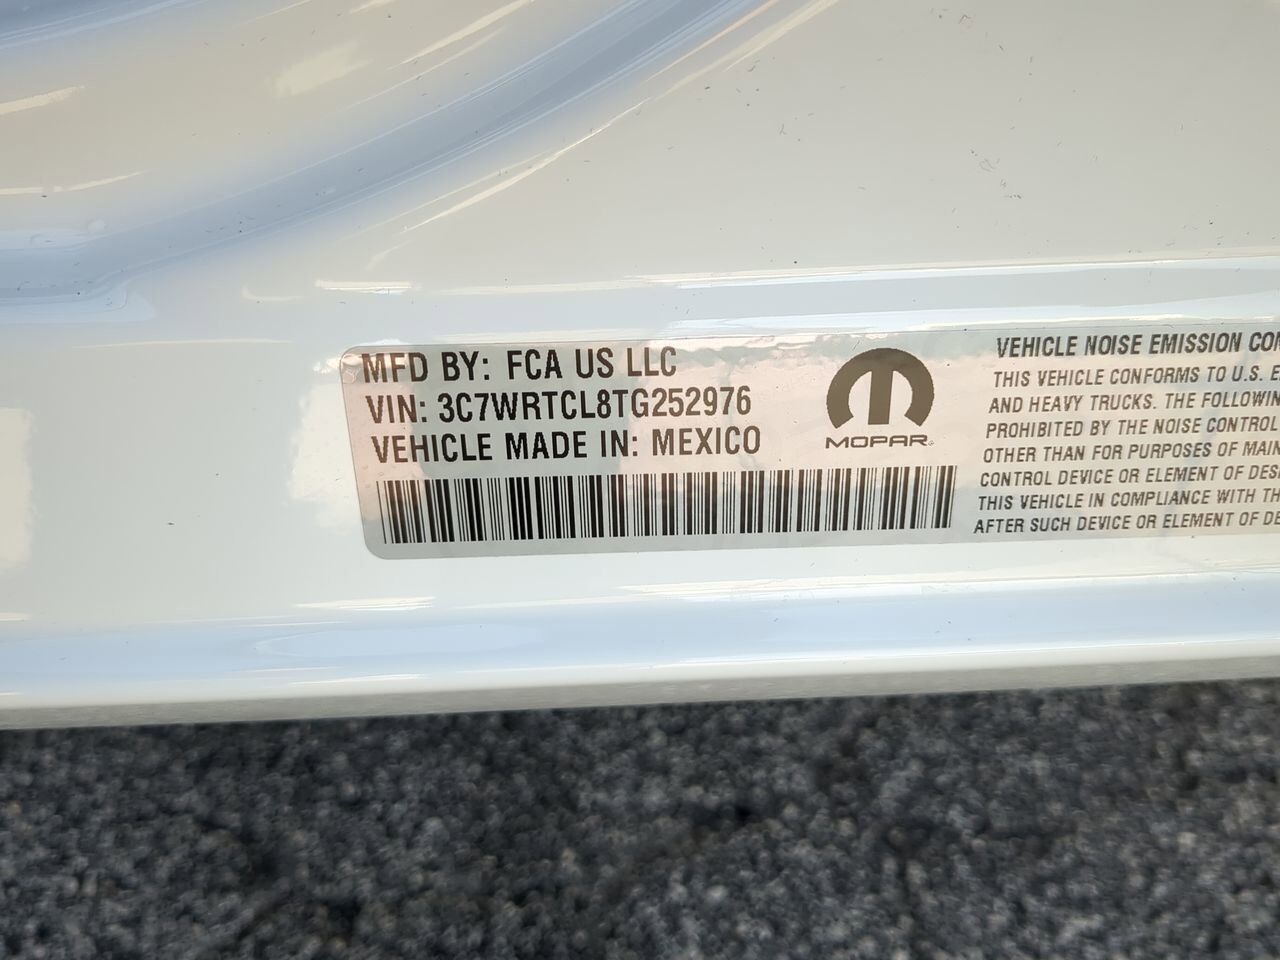 MFD BY: FCA US LLC
VIN: 3C7WRTCL8TG252976
VEHICLE MADE IN: MEXICO
MOPAR®
VEHICLE NOISE EMISSION
THIS VEHICLE CONFORMS TO U.S.
AND HEAVY TRUCKS. THE FOLLOWING
PROHIBITED BY THE NOISE CONTROL
OTHER THAN FOR PURPOSES OF
CONTROL DEVICE OR ELEMENT OF
THIS VEHICLE IN COMPLIANCE WITH
AFTER SUCH DEVICE OR ELEMENT OF